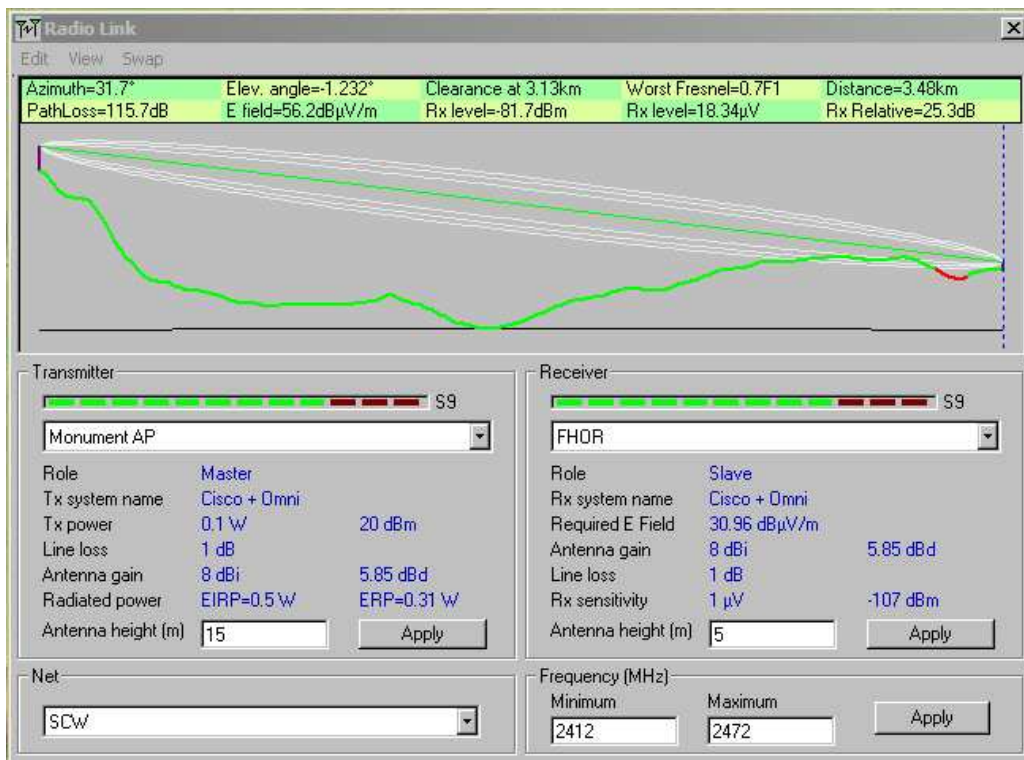 Radio Link
Edit View Swap
Azimuth=31.7° Elev. angle=-1.232° Clearance at 3.13km Worst Fresnel=0.7F1 Distance=3.48km
PathLoss=115.7dB E field=56.2dBµV/m Rx level=-81.7dBm Rx level=18.34µV Rx Relative=25.3dB
Transmitter
S9
Monument AP
Role Master
Tx system name Cisco + Omni
Tx power 0.1 W 20 dBm
Line loss 1 dB
Antenna gain 8 dBi 5.85 dBd
Radiated power EIRP=0.5 W ERP=0.31 W
Antenna height (m) 15 Apply
Receiver
S9
FHOR
Role Slave
Rx system name Cisco + Omni
Required E Field 30.96 dBµV/m
Antenna gain 8 dBi 5.85 dBd
Line loss 1 dB
Rx sensitivity 1 µV -107 dBm
Antenna height (m) 5 Apply
Net
SCW
Frequency (MHz)
Minimum Maximum
2412 2472 Apply